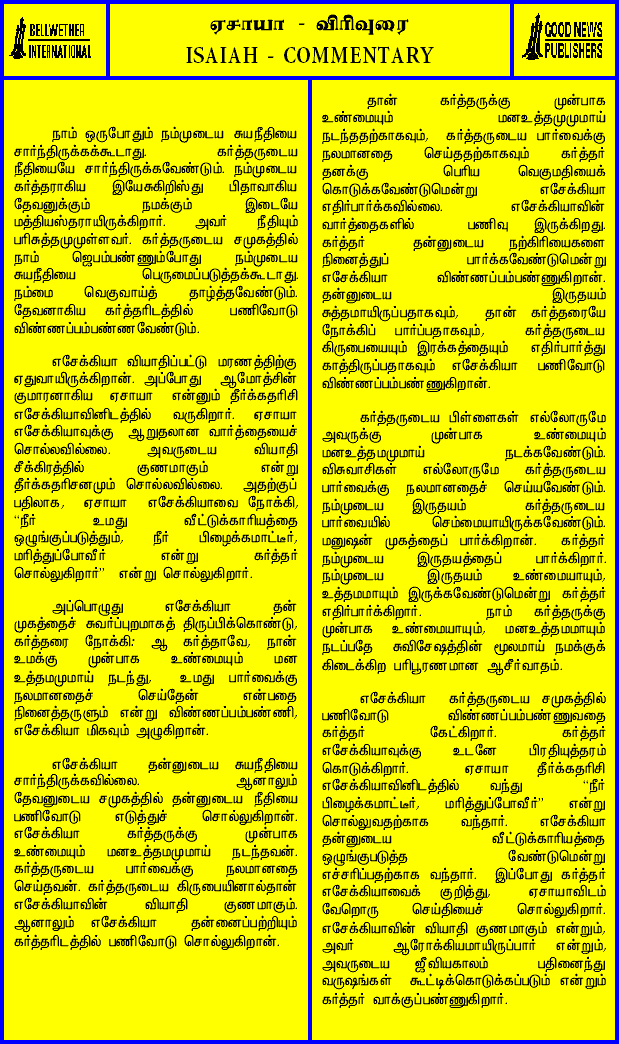 BELLWETHER
INTERNATIONAL
ஏசாயா - விரிவுரை
ISAIAH - COMMENTARY
GOOD NEWS
PUBLISHERS
நாம் ஒருபோதும் நம்முடைய சுயநீதியை
சார்ந்திருக்கக்கூடாது. கர்த்தருடைய
நீதியையே சார்ந்திருக்கவேண்டும். நம்முடைய
கர்த்தராகிய இயேசுகிறிஸ்து பிதாவாகிய
தேவனுக்கும் நமக்கும் இடையே
மத்தியஸ்தராயிருக்கிறார். அவர் நீதியும்
பரிசுத்தமுமுள்ளவர். கர்த்தருடைய சமுகத்தில்
நாம் ஜெபம்பண்ணும்போது நம்முடைய
சுயநீதியை பெருமைப்படுத்தக்கூடாது.
நம்மை வெகுவாய்த் தாழ்த்தவேண்டும்.
தேவனாகிய கர்த்தரிடத்தில் பணிவோடு
விண்ணப்பம்பண்ணவேண்டும்.
எசேக்கியா வியாதிப்பட்டு மரணத்திற்கு
ஏதுவாயிருக்கிறான். அப்போது ஆமோத்சின்
குமாரனாகிய ஏசாயா என்னும் தீர்க்கதரிசி
எசேக்கியாவினிடத்தில் வருகிறார். ஏசாயா
எசேக்கியாவுக்கு ஆறுதலான வார்த்தையைச்
சொல்லவில்லை. அவருடைய வியாதி
சீக்கிரத்தில் குணமாகும் என்று
தீர்க்கதரிசனமும் சொல்லவில்லை. அதற்குப்
பதிலாக, ஏசாயா எசேக்கியாவை நோக்கி,
“நீர் உமது வீட்டுக்காரியத்தை
ஒழுங்குப்படுத்தும், நீர் பிழைக்கமாட்டீர்,
மரித்துப்போவீர் என்று கர்த்தர்
சொல்லுகிறார்” என்று சொல்லுகிறார்.
அப்பொழுது எசேக்கியா தன்
முகத்தைச் சுவர்ப்புறமாகத் திருப்பிக்கொண்டு,
கர்த்தரை நோக்கி: ஆ கர்த்தாவே, நான்
உமக்கு முன்பாக உண்மையும் மன
உத்தமமுமாய் நடந்து, உமது பார்வைக்கு
நலமானதைச் செய்தேன் என்பதை
நினைத்தருளும் என்று விண்ணப்பம்பண்ணி,
எசேக்கியா மிகவும் அழுகிறான்.
எசேக்கியா தன்னுடைய சுயநீதியை
சார்ந்திருக்கவில்லை. ஆனாலும்
தேவனுடைய சமுகத்தில் தன்னுடைய நீதியை
பணிவோடு எடுத்துச் சொல்லுகிறான்.
எசேக்கியா கர்த்தருக்கு முன்பாக
உண்மையும் மனஉத்தமமுமாய் நடந்தவன்.
கர்த்தருடைய பார்வைக்கு நலமானதை
செய்தவன். கர்த்தருடைய கிருபையினால்தான்
எசேக்கியாவின் வியாதி குணமாகும்.
ஆனாலும் எசேக்கியா தன்னைப்பற்றியும்
கர்த்தரிடத்தில் பணிவோடு சொல்லுகிறான்.
தான் கர்த்தருக்கு முன்பாக
உண்மையும் மனஉத்தமமுமுமாய்
நடந்ததற்காகவும், கர்த்தருடைய பார்வைக்கு
நலமானதை செய்ததற்காகவும் கர்த்தர்
தனக்கு பெரிய வெகுமதியைக்
கொடுக்கவேண்டுமென்று எசேக்கியா
எதிர்பார்க்கவில்லை. எசேக்கியாவின்
வார்த்தைகளில் பணிவு இருக்கிறது.
கர்த்தர் தன்னுடைய நற்கிரியைகளை
நினைத்துப் பார்க்கவேண்டுமென்று
எசேக்கியா விண்ணப்பம்பண்ணுகிறான்.
தன்னுடைய இருதயம்
சுத்தமாயிருப்பதாகவும், தான் கர்த்தரையே
நோக்கிப் பார்ப்பதாகவும், கர்த்தருடைய
கிருபையையும் இரக்கத்தையும் எதிர்பார்த்து
காத்திருப்பதாகவும் எசேக்கியா பணிவோடு
விண்ணப்பம்பண்ணுகிறான்.
கர்த்தருடைய பிள்ளைகள் எல்லோருமே
அவருக்கு முன்பாக உண்மையும்
மனஉத்தமமுமாய் நடக்கவேண்டும்.
விசுவாசிகள் எல்லோருமே கர்த்தருடைய
பார்வைக்கு நலமானதைச் செய்யவேண்டும்.
நம்முடைய இருதயம் கர்த்தருடைய
பார்வையில் செம்மையாயிருக்கவேண்டும்.
மனுஷன் முகத்தைப் பார்க்கிறான். கர்த்தர்
நம்முடைய இருதயத்தைப் பார்க்கிறார்.
நம்முடைய இருதயம் உண்மையாயும்,
உத்தமமாயும் இருக்கவேண்டுமென்று கர்த்தர்
எதிர்பார்க்கிறார். நாம் கர்த்தருக்கு
முன்பாக உண்மையாயும், மனஉத்தமமாயும்
நடப்பதே சுவிசேஷத்தின் மூலமாய் நமக்குக்
கிடைக்கிற பரிபூரணமான ஆசீர்வாதம்.
எசேக்கியா கர்த்தருடைய சமுகத்தில்
பணிவோடு விண்ணப்பம்பண்ணுவதை
கர்த்தர் கேட்கிறார். கர்த்தர்
எசேக்கியாவுக்கு உடனே பிரதியுத்தரம்
கொடுக்கிறார். ஏசாயா தீர்க்கதரிசி
எசேக்கியாவினிடத்தில் வந்து “நீர்
பிழைக்கமாட்டீர், மரித்துப்போவீர்” என்று
சொல்லுவதற்காக வந்தார். எசேக்கியா
தன்னுடைய வீட்டுக்காரியத்தை
ஒழுங்குபடுத்த வேண்டுமென்று
எச்சரிப்பதற்காக வந்தார். இப்போது கர்த்தர்
எசேக்கியாவைக் குறித்து, ஏசாயாவிடம்
வேறொரு செய்தியைச் சொல்லுகிறார்.
எசேக்கியாவின் வியாதி குணமாகும் என்றும்,
அவர் ஆரோக்கியமாயிருப்பார் என்றும்,
அவருடைய ஜீவியகாலம் பதினைந்து
வருஷங்கள் கூட்டிக்கொடுக்கப்படும் என்றும்
கர்த்தர் வாக்குப்பண்ணுகிறார்.